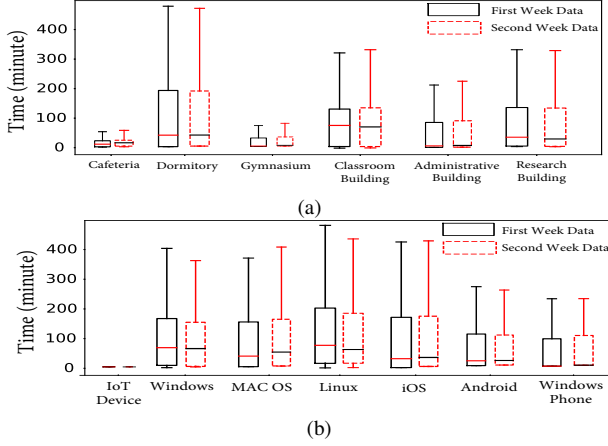 First Week Data
Second Week Data
Time (minute)
400
300
200
100
0
Cafeteria Dormitory Gymnasium Classroom Building Administrative Building Research Building
(a)
First Week Data
Second Week Data
Time (minute)
400
300
200
100
0
IoT Device Windows MAC OS Linux iOS Android Windows Phone
(b)